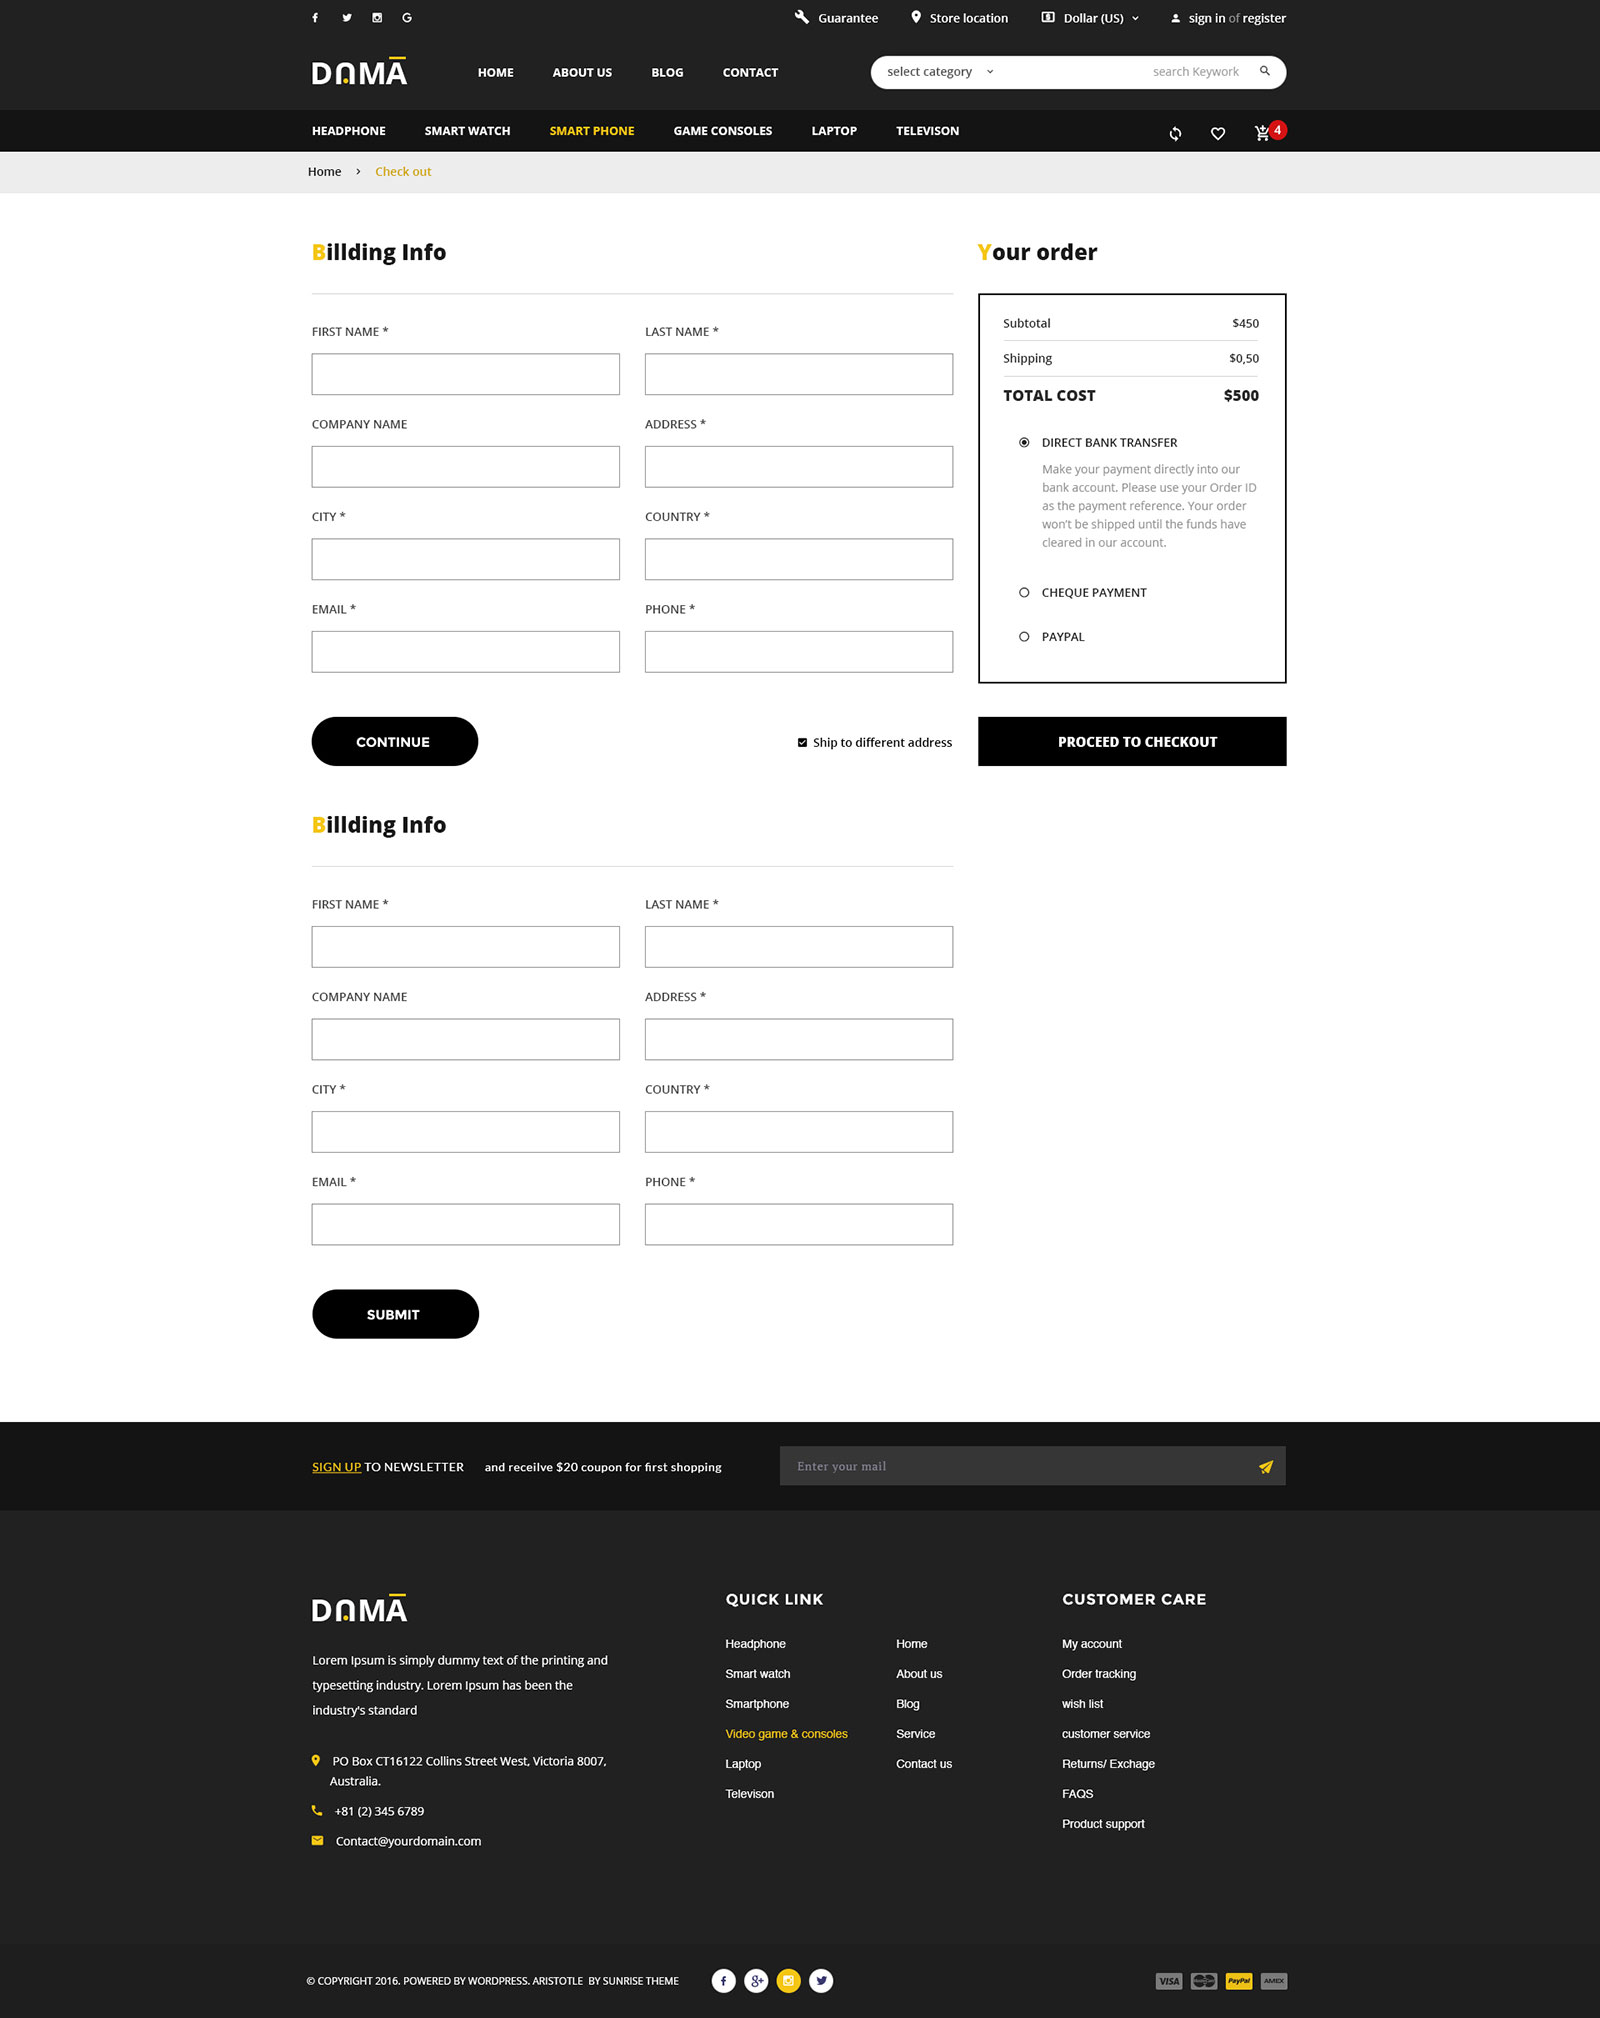 Guarantee
Store location
Dollar (US)
sign in of register
DAMA
HOME
ABOUT US
BLOG
CONTACT
select category
search Keywork
HEADPHONE
SMART WATCH
SMART PHONE
GAME CONSOLES
LAPTOP
TELEVISON
4
Home
Check out
Billding Info
FIRST NAME *
LAST NAME *
COMPANY NAME
ADDRESS *
CITY *
COUNTRY *
EMAIL *
PHONE *
CONTINUE
Ship to different address
Your order
Subtotal
$450
Shipping
$0,50
TOTAL COST
$500
DIRECT BANK TRANSFER
Make your payment directly into our
bank account. Please use your Order ID
as the payment reference. Your order
won't be shipped until the funds have
cleared in our account.
CHEQUE PAYMENT
PAYPAL
PROCEED TO CHECKOUT
Billding Info
FIRST NAME *
LAST NAME *
COMPANY NAME
ADDRESS *
CITY *
COUNTRY *
EMAIL *
PHONE *
SUBMIT
SIGN UP TO NEWSLETTER
and receilve $20 coupon for first shopping
Enter your mail
DAMA
Lorem Ipsum is simply dummy text of the printing and
typesetting industry. Lorem Ipsum has been the
industry's standard
PO Box CT16122 Collins Street West, Victoria 8007,
Australia.
+81 (2) 345 6789
Contact@yourdomain.com
QUICK LINK
Headphone
Smart watch
Smartphone
Video game & consoles
Laptop
Televison
Home
About us
Blog
Service
Contact us
CUSTOMER CARE
My account
Order tracking
wish list
customer service
Returns/ Exchage
FAQS
Product support
© COPYRIGHT 2016. POWERED BY WORDPRESS. ARISTOTLE BY SUNRISE THEME
VISA
PayPal
AMEX